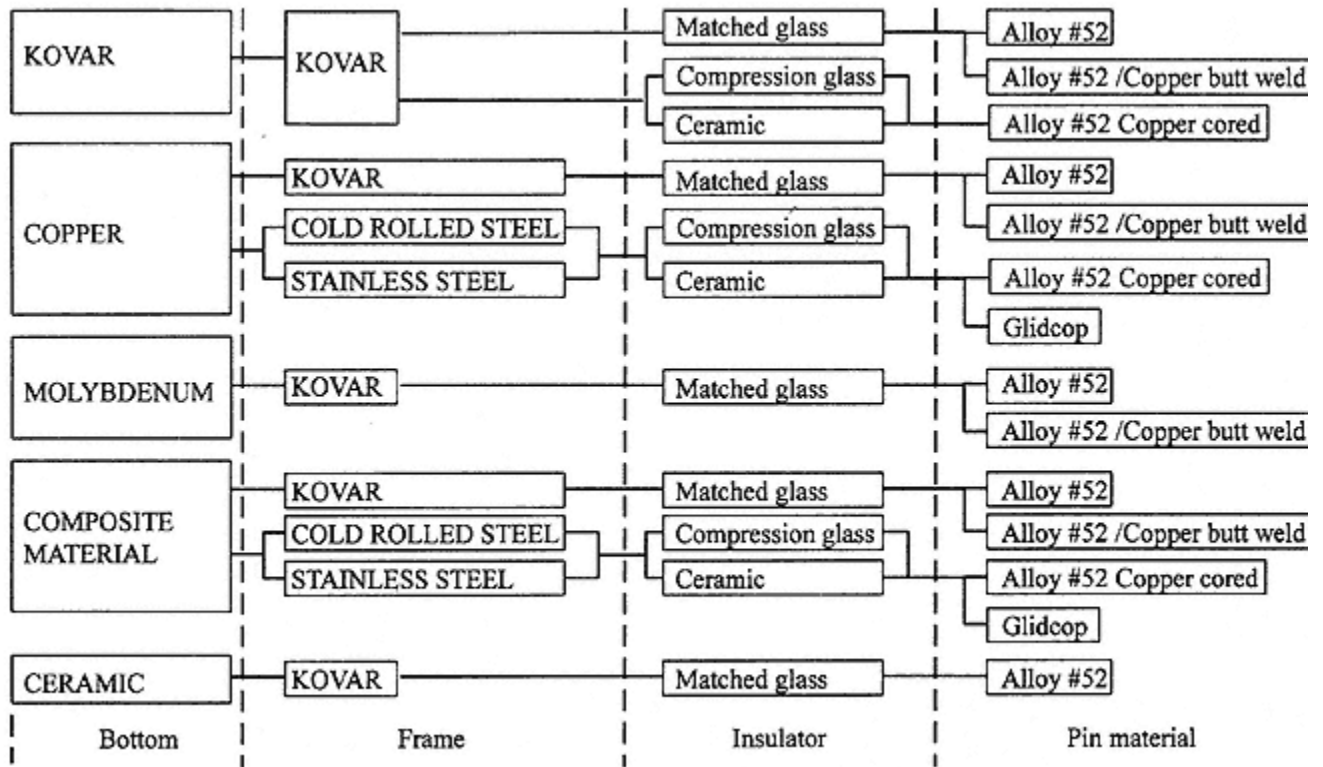 KOVAR
KOVAR
Matched glass
Alloy #52
Alloy #52 /Copper butt weld
Compression glass
Ceramic
Alloy #52 Copper cored
COPPER
KOVAR
Matched glass
Alloy #52
Alloy #52 /Copper butt weld
COLD ROLLED STEEL
Compression glass
STAINLESS STEEL
Ceramic
Alloy #52 Copper cored
Glidcop
MOLYBDENUM
KOVAR
Matched glass
Alloy #52
Alloy #52 /Copper butt weld
COMPOSITE
MATERIAL
KOVAR
Matched glass
Alloy #52
Alloy #52 /Copper butt weld
COLD ROLLED STEEL
Compression glass
STAINLESS STEEL
Ceramic
Alloy #52 Copper cored
Glidcop
CERAMIC
KOVAR
Matched glass
Alloy #52
Bottom
Frame
Insulator
Pin material